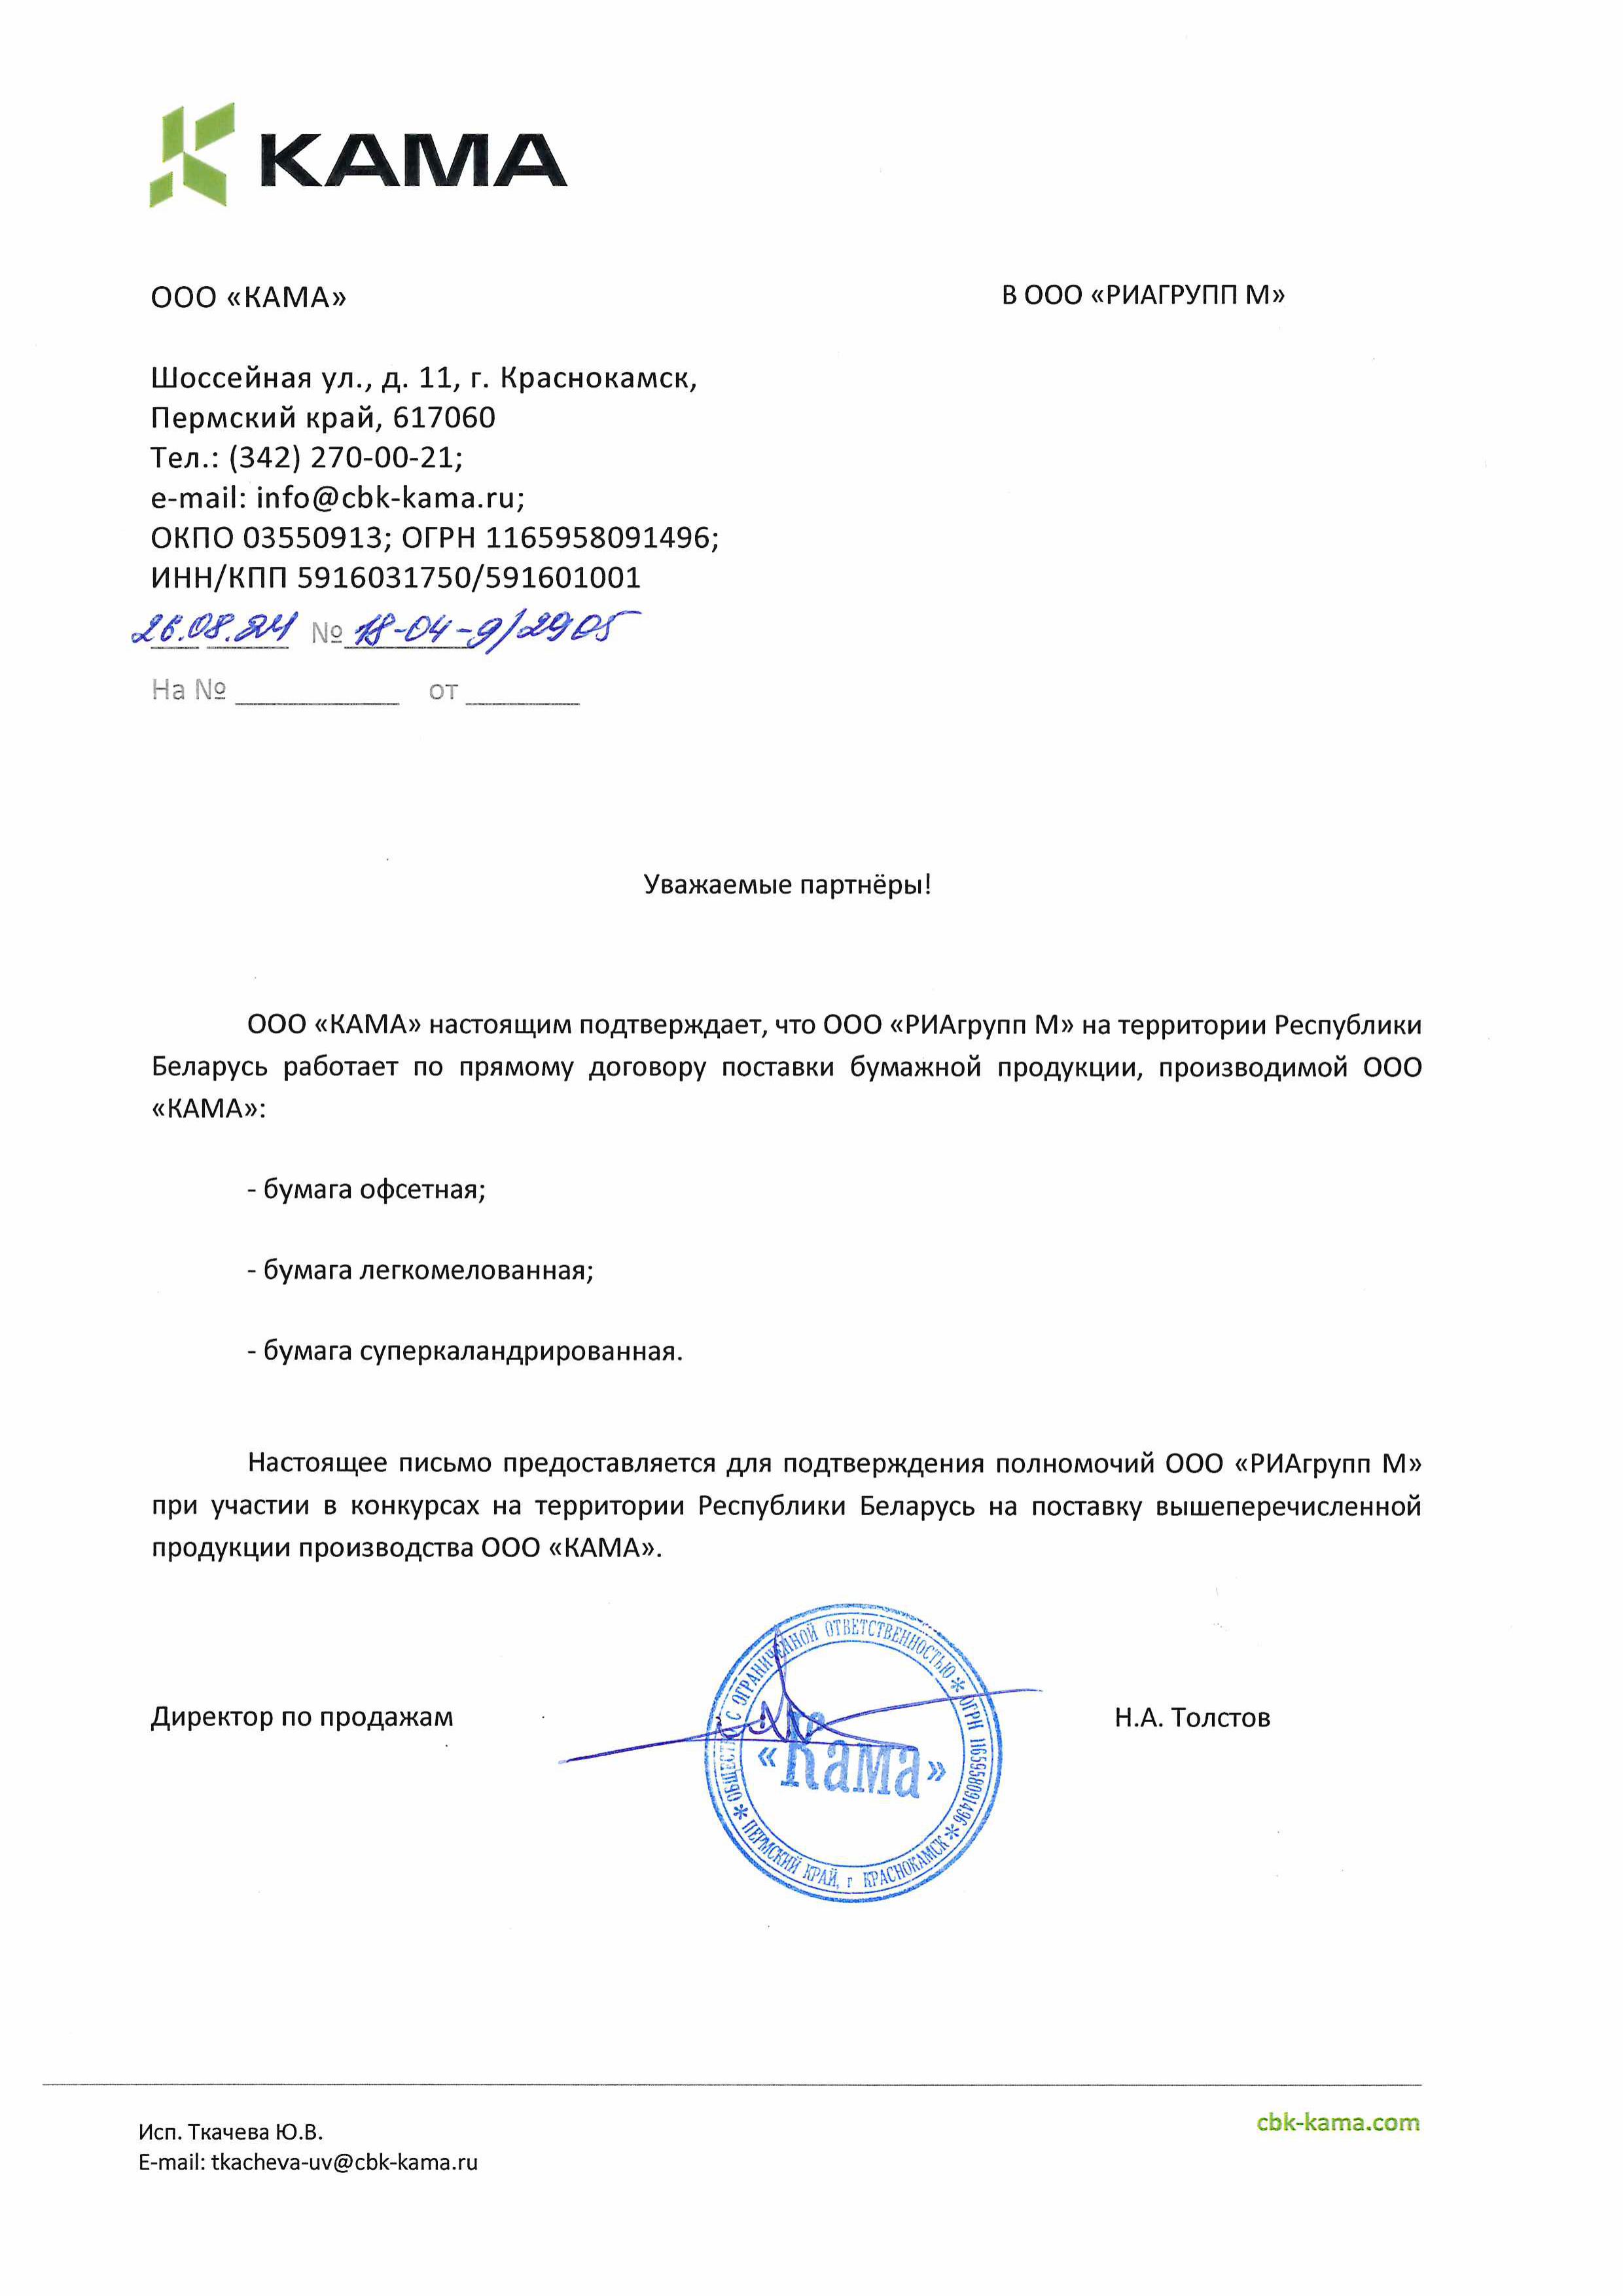 КАМА
ООО «КАМА»
В ООО «РИАГРУПП М»
Шоссейная ул., д. 11, г. Краснокамск,
Пермский край, 617060
Тел.: (342) 270-00-21;
e-mail: info@cbk-kama.ru;
ОКПО 03550913; ОГРН 1165958091496;
ИНН/КПП 5916031750/591601001
26.08.24 № 18-04-9/2905
На № __________ от _______
Уважаемые партнёры!
ООО «КАМА» настоящим подтверждает, что ООО «РИАгрупп М» на территории Республики
Беларусь работает по прямому договору поставки бумажной продукции, производимой ООО
«КАМА»:
- бумага офсетная;
- бумага легкомелованная;
- бумага суперкаландрированная.
Настоящее письмо предоставляется для подтверждения полномочий ООО «РИАгрупп М»
при участии в конкурсах на территории Республики Беларусь на поставку вышеперечисленной
продукции производства ООО «КАМА».
Директор по продажам
Н.А. Толстов
ОБЩЕСТВО С ОГРАНИЧЕННОЙ ОТВЕТСТВЕННОСТЬЮ * ОГРН 1165958091496 *
ПЕРМСКИЙ КРАЙ, г КРАСНОКАМСК *
«Кама»
Исп. Ткачева Ю.В.
E-mail: tkacheva-uv@cbk-kama.ru
cbk-kama.com